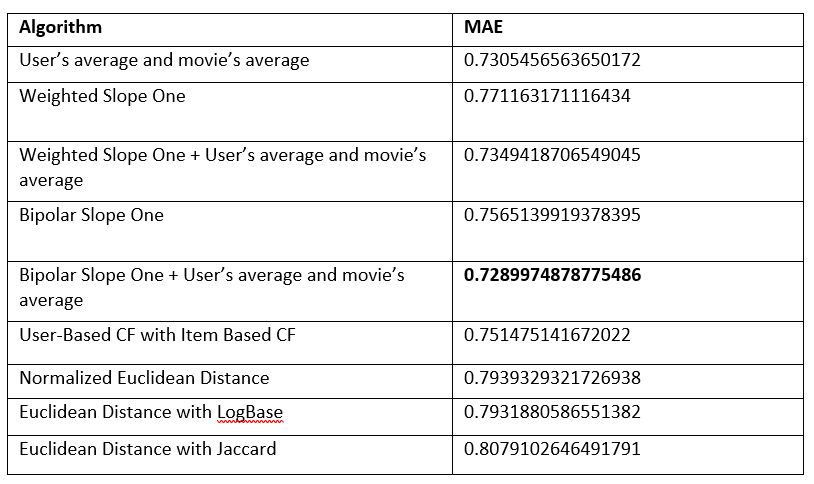 Algorithm MAE
User’s average and movie’s average 0.7305456563650172
Weighted Slope One 0.771163171116434
Weighted Slope One + User’s average and movie’s 0.7349418706549045
average
Bipolar Slope One 0.7565139919378395
Bipolar Slope One + User’s average and movie’s 0.7289974878775486
average
User-Based CF with Item Based CF 0.751475141672022
Normalized Euclidean Distance 0.7939329321726938
Euclidean Distance with LogBase 0.7931880586551382
Euclidean Distance with Jaccard 0.8079102646491791